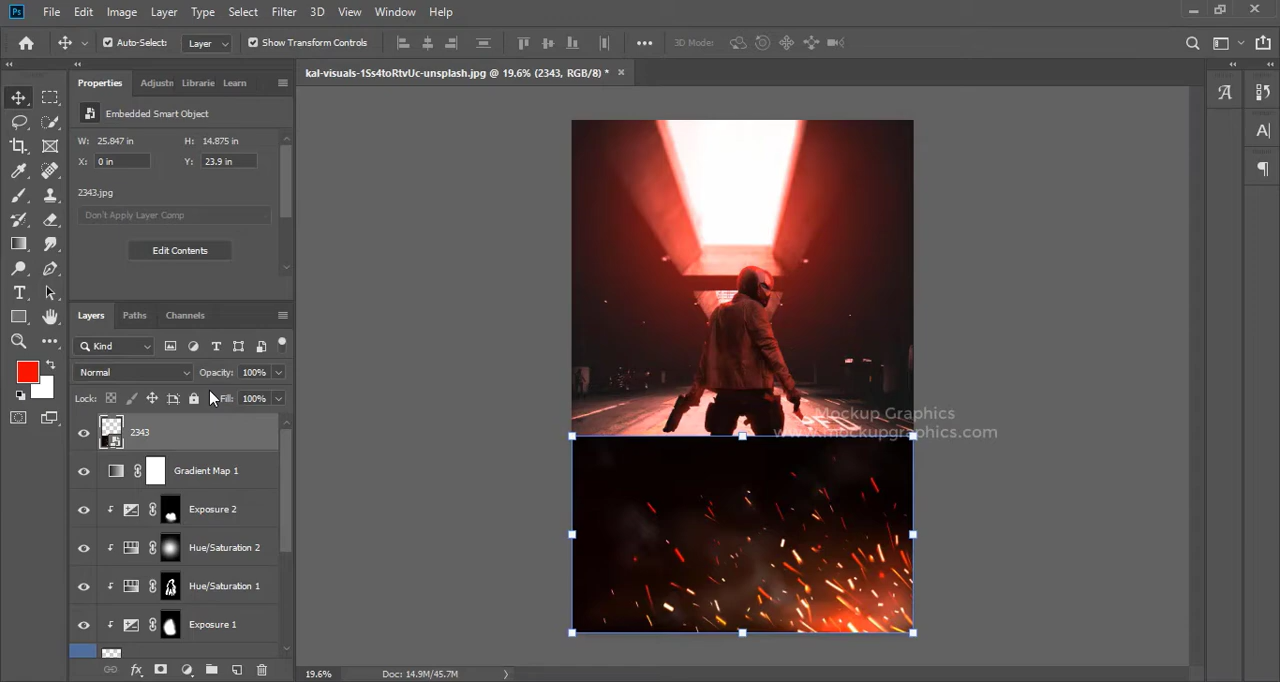 Ps File Edit Image Layer Type Select Filter 3D View Window Help
Auto-Select: Layer Show Transform Controls 3D Mode:
kal-visuals-1Ss4toRtvUc-unsplash.jpg @ 19.6% (2343, RGB/8) *
Properties Adjustn Librarie Learn
Embedded Smart Object
W: 25.847 in H: 14.875 in
X: 0 in Y: 23.9 in
2343.jpg
Don't Apply Layer Comp
Edit Contents
Layers Paths Channels
Kind
Normal Opacity: 100%
Lock: Fill: 100%
2343
Gradient Map 1
Exposure 2
Hue/Saturation 2
Hue/Saturation 1
Exposure 1
Mockup Graphics
www.mockupgraphics.com
19.6% Doc: 14.9M/45.7M